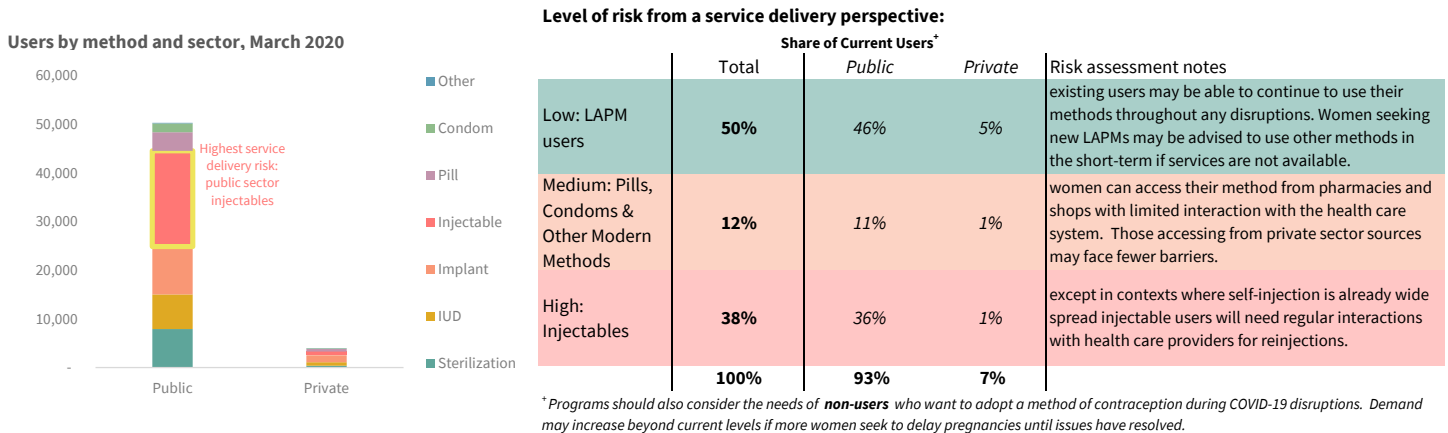 Level of risk from a service delivery perspective:
Users by method and sector, March 2020
60,000
50,000
40,000
30,000
20,000
10,000
-
Public
Private
Highest service
delivery risk:
public sector
injectables
Other
Condom
Pill
Injectable
Implant
IUD
Sterilization
Share of Current Users+
Total Public Private Risk assessment notes
Low: LAPM
users
50% 46% 5%
existing users may be able to continue to use their
methods throughout any disruptions. Women seeking
new LAPMs may be advised to use other methods in
the short-term if services are not available.
Medium: Pills,
Condoms &
Other Modern
Methods
12% 11% 1%
women can access their method from pharmacies and
shops with limited interaction with the health care
system. Those accessing from private sector sources
may face fewer barriers.
High:
Injectables
38% 36% 1%
except in contexts where self-injection is already wide
spread injectable users will need regular interactions
with health care providers for reinjections.
100% 93% 7%
+Programs should also consider the needs of non-users who want to adopt a method of contraception during COVID-19 disruptions. Demand
may increase beyond current levels if more women seek to delay pregnancies until issues have resolved.